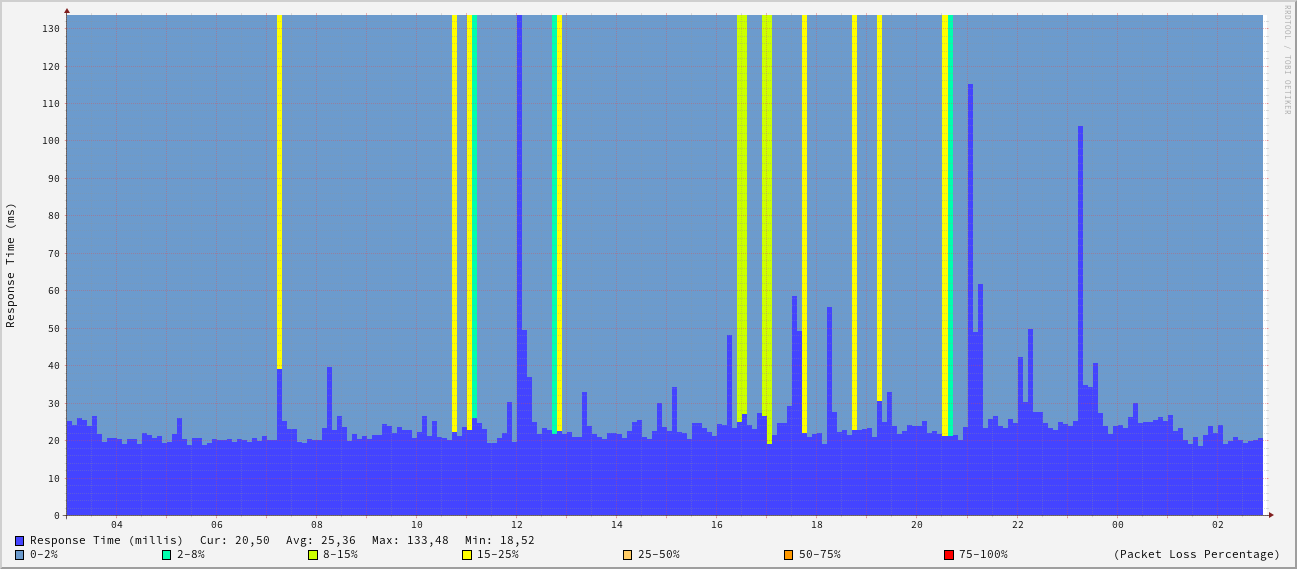 RRDTOOL / TOBI OETIKER
Response Time (ms)
130
120
110
100
90
80
70
60
50
40
30
20
10
0
04 06 08 10 12 14 16 18 20 22 00 02
Response Time (millis) Cur: 20,50 Avg: 25,36 Max: 133,48 Min: 18,52
0-2% 2-8% 8-15% 15-25% 25-50% 50-75% 75-100% (Packet Loss Percentage)